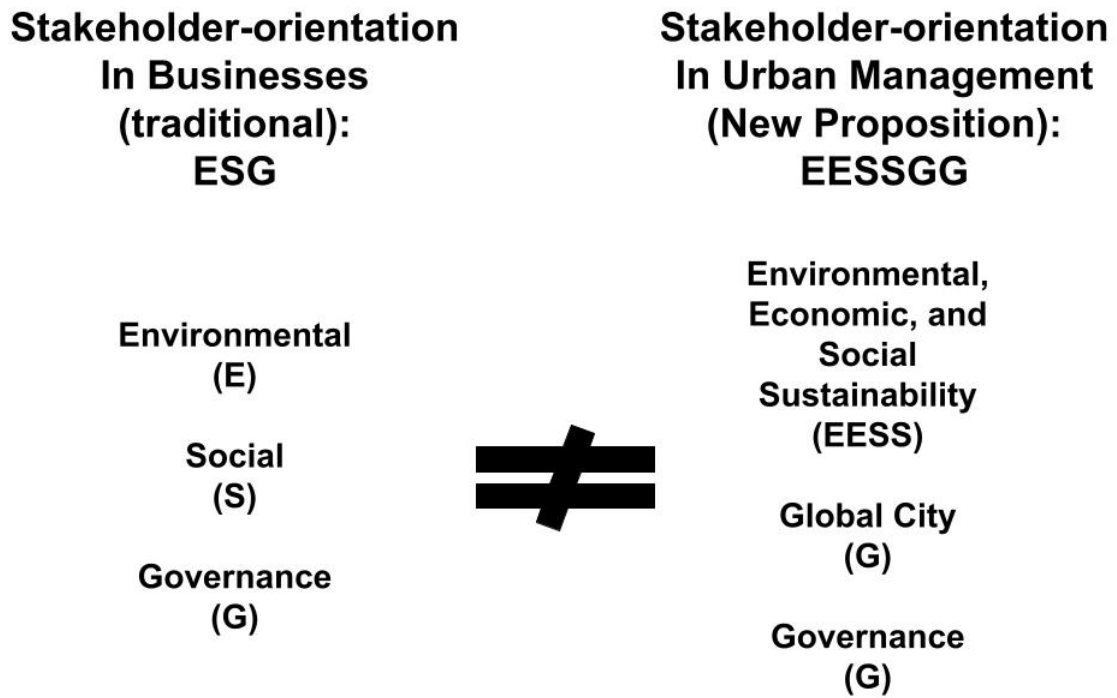 Stakeholder-orientation
In Businesses
(traditional):
ESG
Environmental
(E)
Social
(S)
Governance
(G)
≠
Stakeholder-orientation
In Urban Management
(New Proposition):
EESSGG
Environmental,
Economic, and
Social
Sustainability
(EESS)
Global City
(G)
Governance
(G)